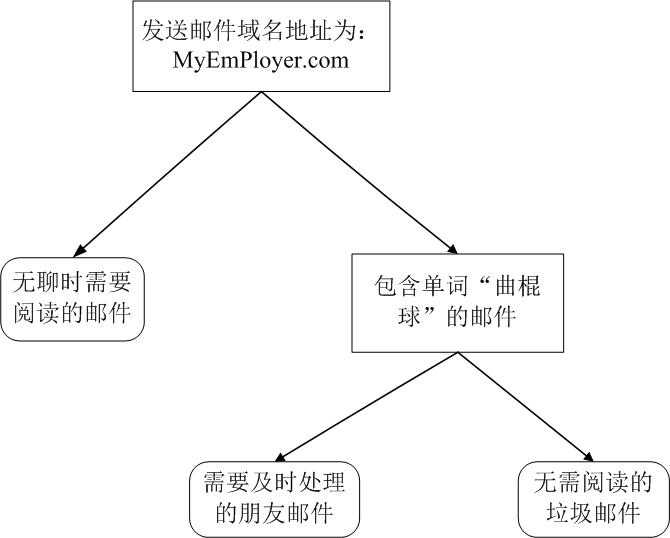 发送邮件域名地址为：
MyEmPloyer.com
无聊时需要
阅读的邮件
包含单词“曲棍
球”的邮件
需要及时处理
的朋友邮件
无需阅读的
垃圾邮件